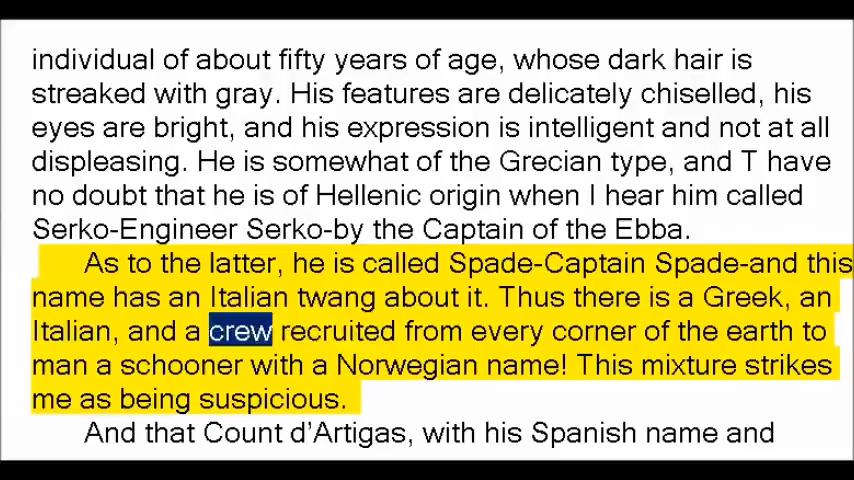 individual of about fifty years of age, whose dark hair is
streaked with gray. His features are delicately chiselled, his
eyes are bright, and his expression is intelligent and not at all
displeasing. He is somewhat of the Grecian type, and T have
no doubt that he is of Hellenic origin when I hear him called
Serko-Engineer Serko-by the Captain of the Ebba.
As to the latter, he is called Spade-Captain Spade-and this
name has an Italian twang about it. Thus there is a Greek, an
Italian, and a crew recruited from every corner of the earth to
man a schooner with a Norwegian name! This mixture strikes
me as being suspicious.
And that Count d'Artigas, with his Spanish name and